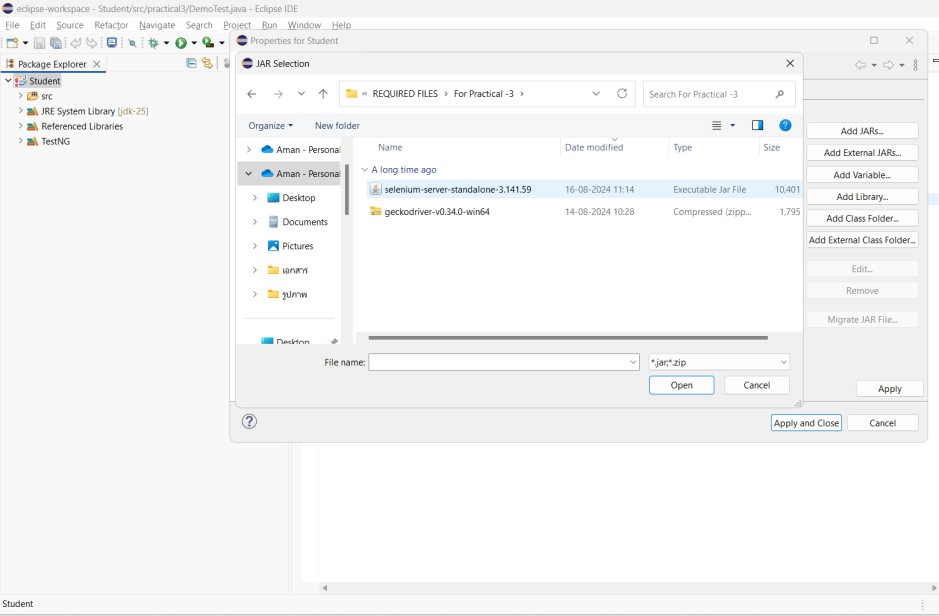 eclipse-workspace - Student/src/practical3/DemoTest.java - Eclipse IDE
File Edit Source Refactor Navigate Search Project Run Window Help
Package Explorer
Student
src
JRE System Library [jdk-25]
Referenced Libraries
TestNG
Properties for Student
JAR Selection
« REQUIRED FILES › For Practical -3 ›
Search For Practical -3
Organize
New folder
Aman - Personal
Aman - Personal
Desktop
Documents
Pictures
เอกสาร
รูปภาพ
Desktop
Name Date modified Type Size
A long time ago
selenium-server-standalone-3.141.59 16-08-2024 11:14 Executable Jar File 10,401
geckodriver-v0.34.0-win64 14-08-2024 10:28 Compressed (zipp... 1,795
File name:
*.jar;*.zip
Open
Cancel
Add JARs...
Add External JARs...
Add Variable...
Add Library...
Add Class Folder...
Add External Class Folder...
Edit...
Remove
Migrate JAR File...
Apply
Apply and Close
Cancel
Student